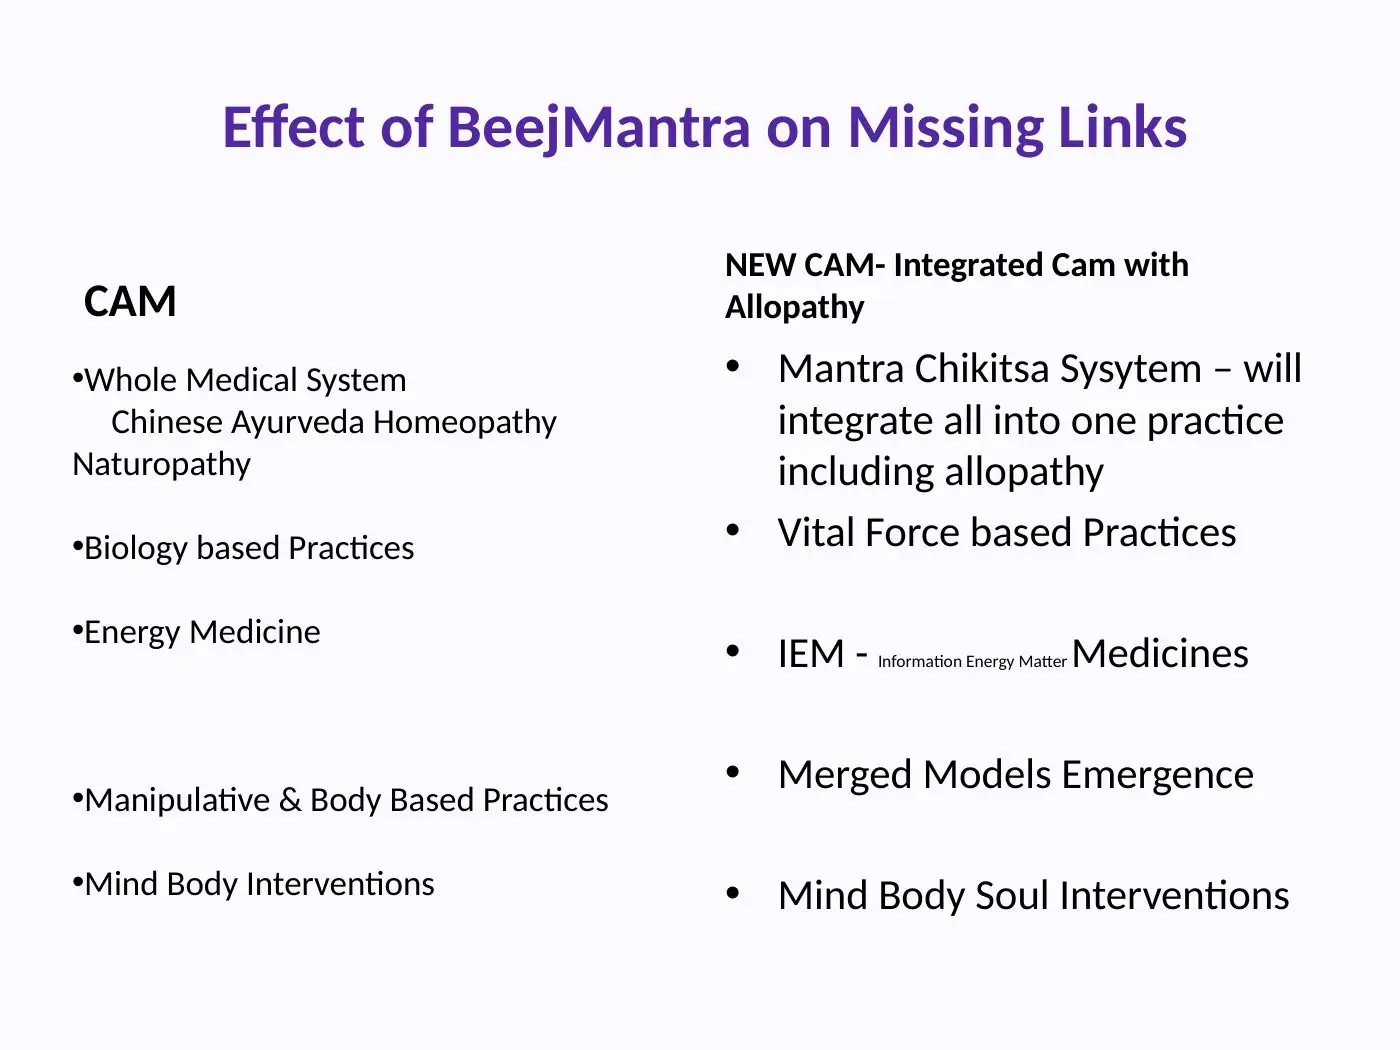 Effect of BeejMantra on Missing Links
CAM
•Whole Medical System
Chinese Ayurveda Homeopathy
Naturopathy
•Biology based Practices
•Energy Medicine
•Manipulative & Body Based Practices
•Mind Body Interventions
NEW CAM- Integrated Cam with
Allopathy
• Mantra Chikitsa Sysytem – will
integrate all into one practice
including allopathy
• Vital Force based Practices
• IEM - Information Energy Matter Medicines
• Merged Models Emergence
• Mind Body Soul Interventions